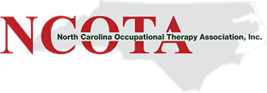 NCOTA
North Carolina Occupational Therapy Association, Inc.